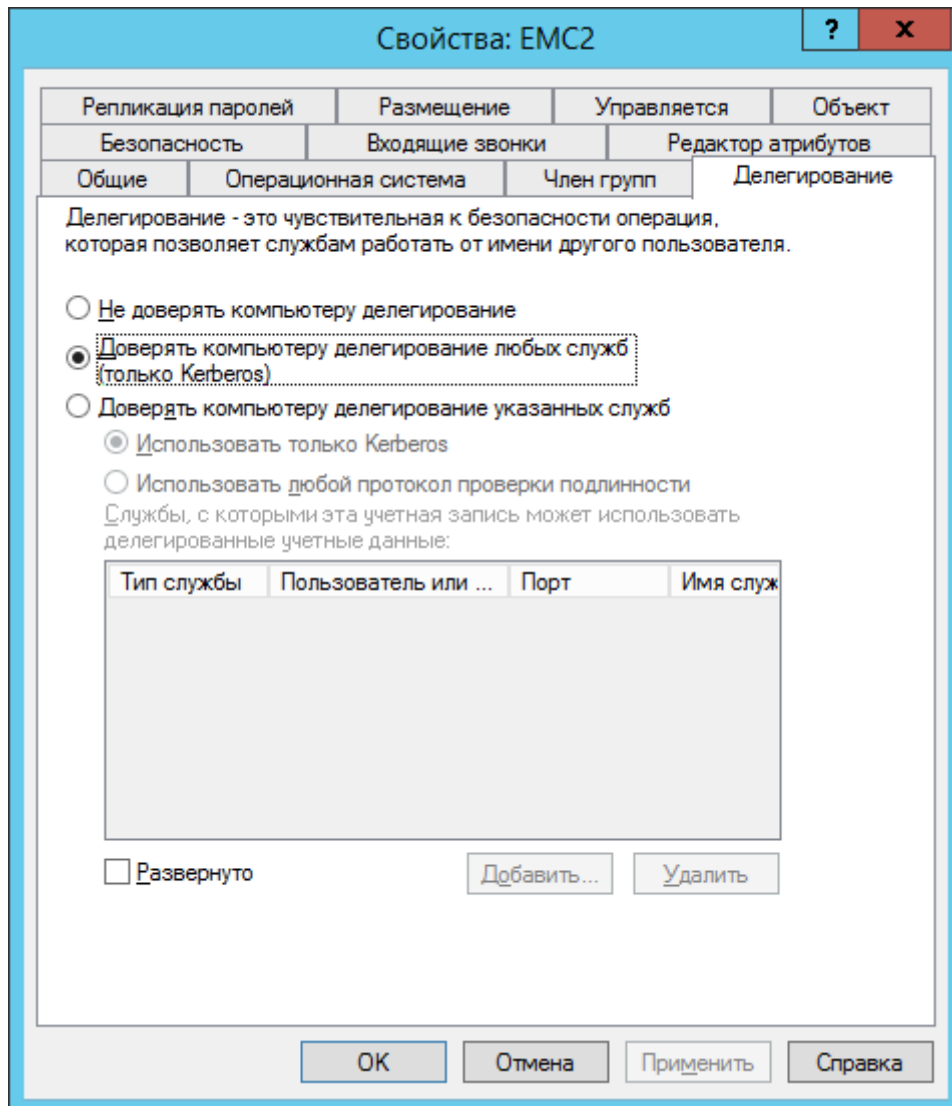 Свойства: EMC2
?
x
Репликация паролей
Размещение
Управляется
Объект
Безопасность
Входящие звонки
Редактор атрибутов
Общие
Операционная система
Член групп
Делегирование
Делегирование - это чувствительная к безопасности операция,
которая позволяет службам работать от имени другого пользователя.
Не доверять компьютеру делегирование
Доверять компьютеру делегирование любых служб
(только Kerberos)
Доверять компьютеру делегирование указанных служб
Использовать только Kerberos
Использовать любой протокол проверки подлинности
Службы, с которыми эта учетная запись может использовать
делегированные учетные данные:
Тип службы
Пользователь или ...
Порт
Имя служ
Развернуто
Добавить...
Удалить
OK
Отмена
Применить
Справка